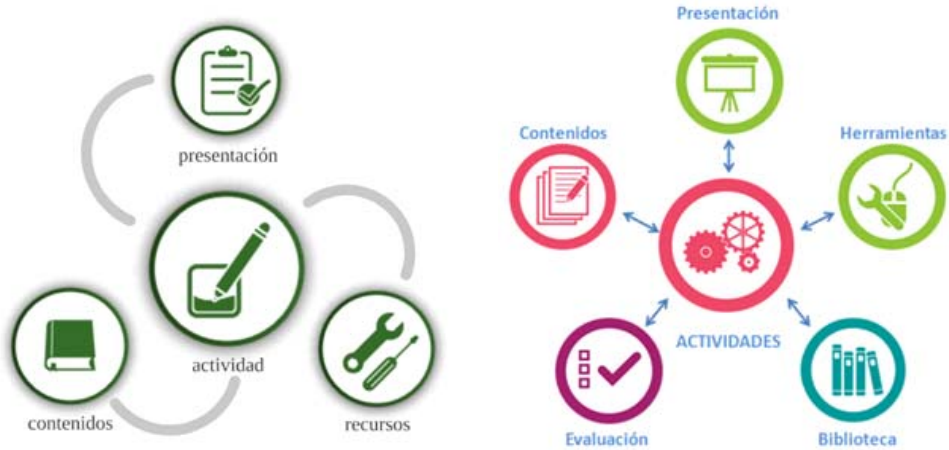 presentación
actividad
contenidos
recursos
Presentación
Contenidos
Herramientas
ACTIVIDADES
Evaluación
Biblioteca